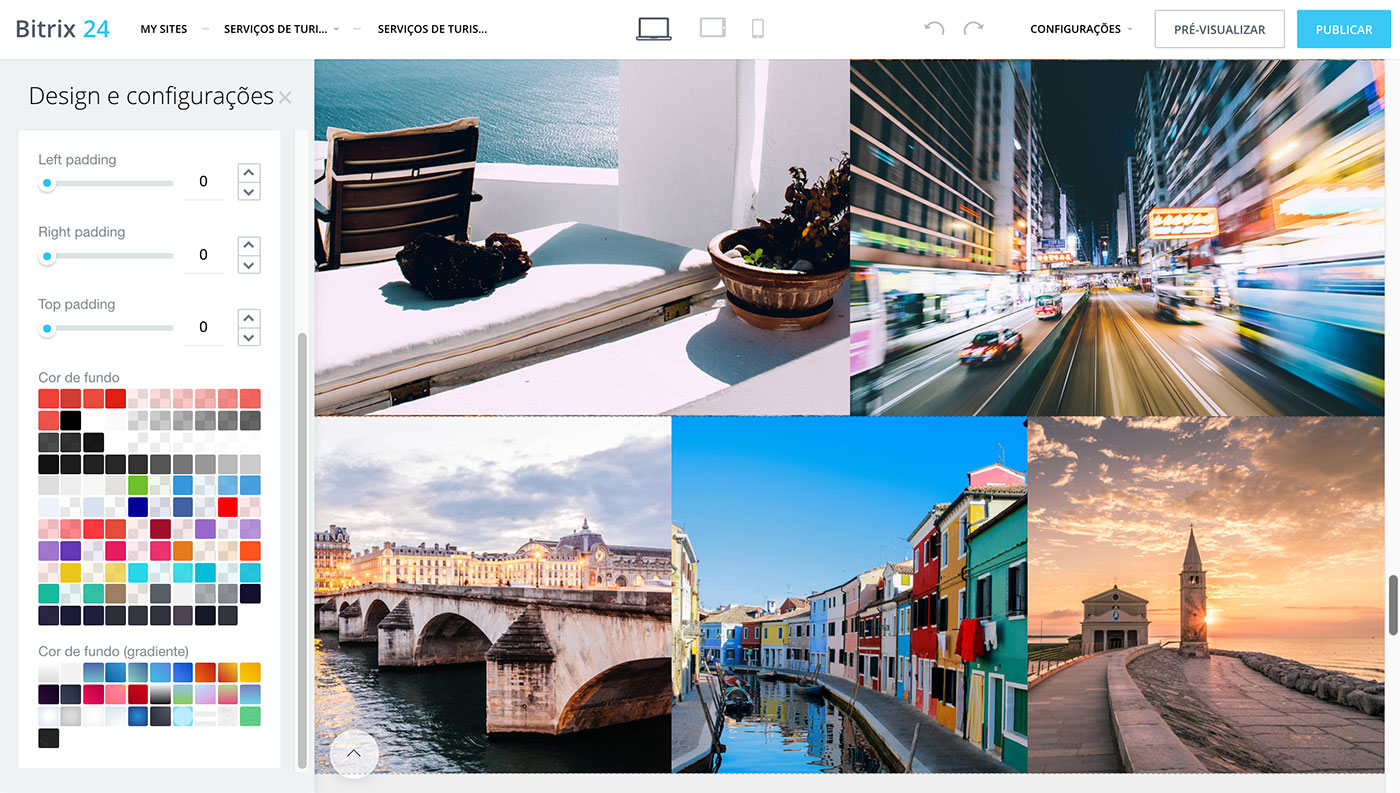 Bitrix 24
MY SITES
SERVIÇOS DE TURI...
SERVIÇOS DE TURIS...
CONFIGURAÇÕES
PRÉ-VISUALIZAR
PUBLICAR
Design e configurações
Left padding
0
Right padding
0
Top padding
0
Cor de fundo
Cor de fundo (gradiente)